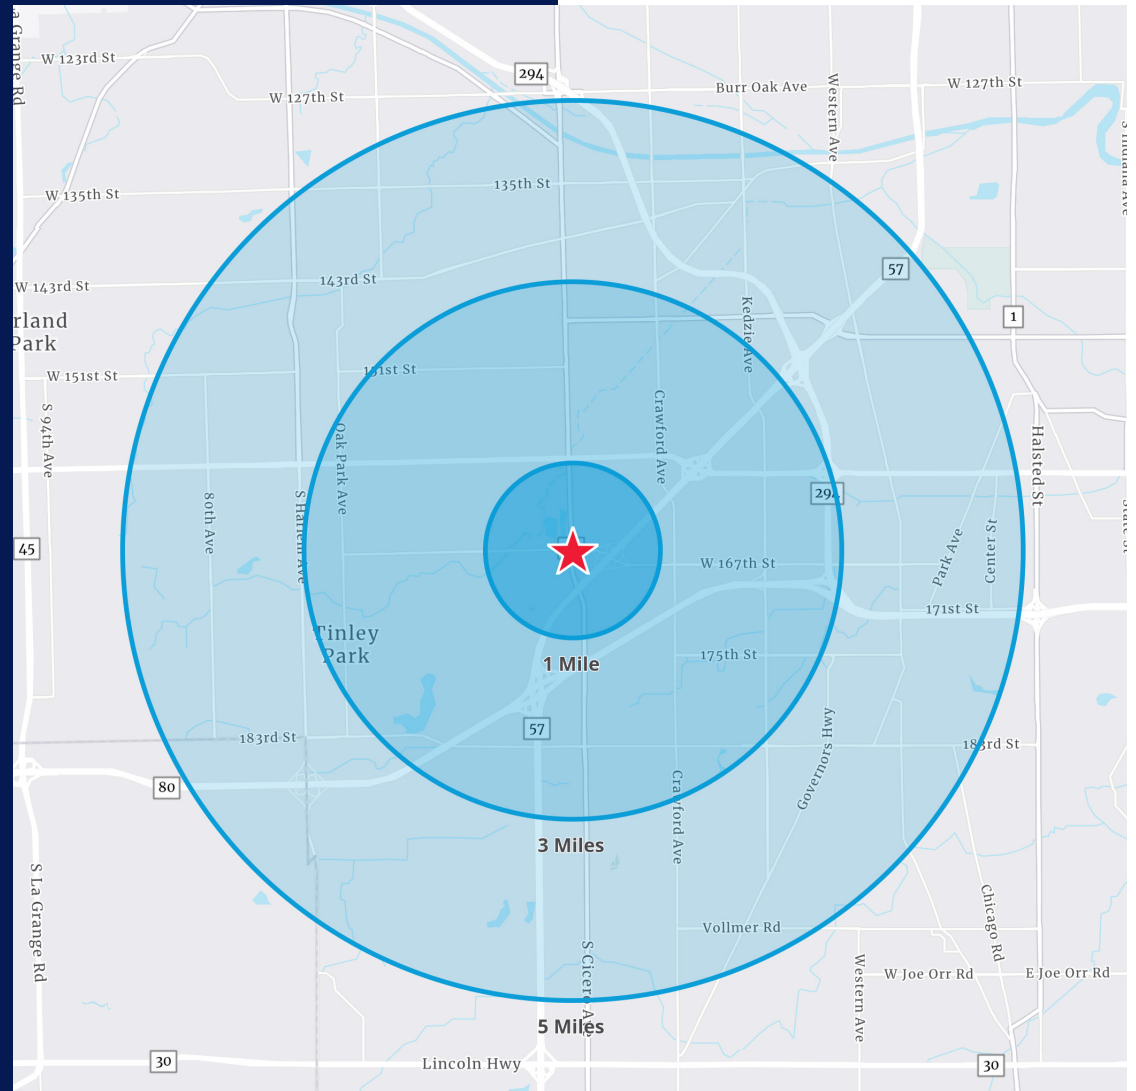 a Grange Rd
W 123rd St
294
Burr Oak Ave
W 127th St
W 127th St
Western Ave
S Indiana Ave
W 135th St
135th St
57
143rd St
W 143rd St
rland
Park
Kedzie Ave
1
W 151st St
151st St
S 94th Ave
Crawford Ave
Oak Park Ave
Halsted St
80th Ave
S Harlem Ave
294
State St
45
W 167th St
Park Ave
Center St
171st St
Tinley
Park
1 Mile
175th St
57
183rd St
183rd St
Governors Hwy
80
Crawford Ave
3 Miles
S La Grange Rd
Chicago Rd
Vollmer Rd
S Cicero Ave
Western Ave
W Joe Orr Rd
E Joe Orr Rd
5 Miles
30
Lincoln Hwy
30